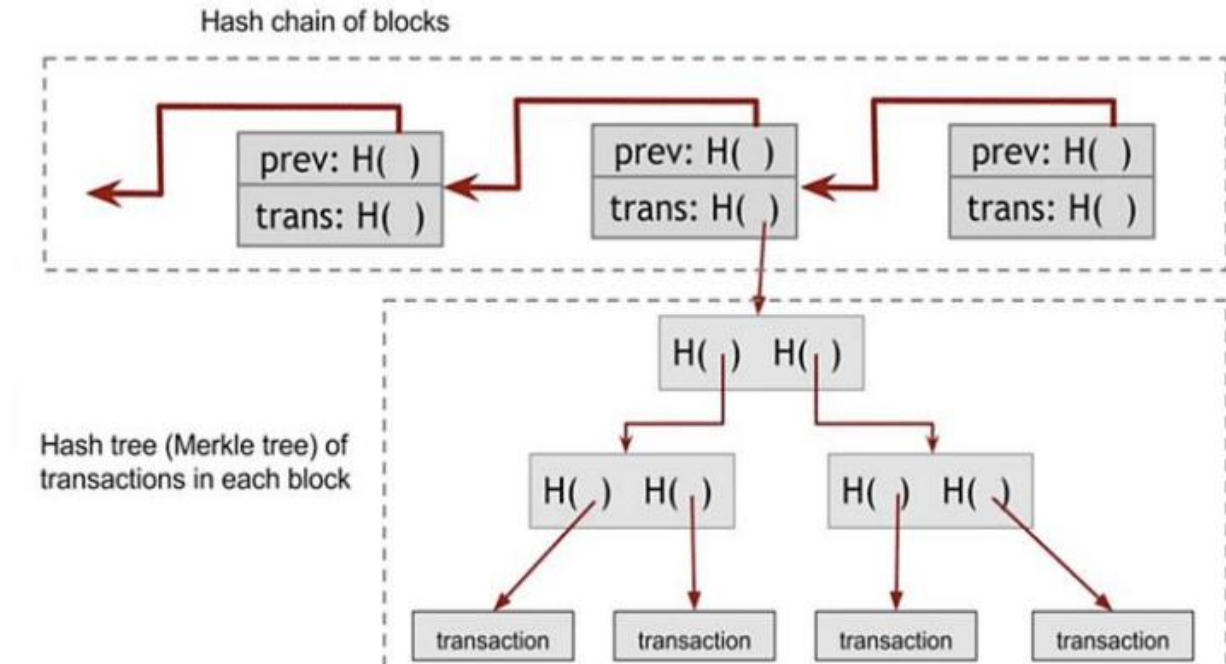 Hash chain of blocks
prev: H( )
trans: H( )
prev: H( )
trans: H( )
prev: H( )
trans: H( )
H( ) H( )
Hash tree (Merkle tree) of
transactions in each block
H( ) H( )
H( ) H( )
transaction
transaction
transaction
transaction